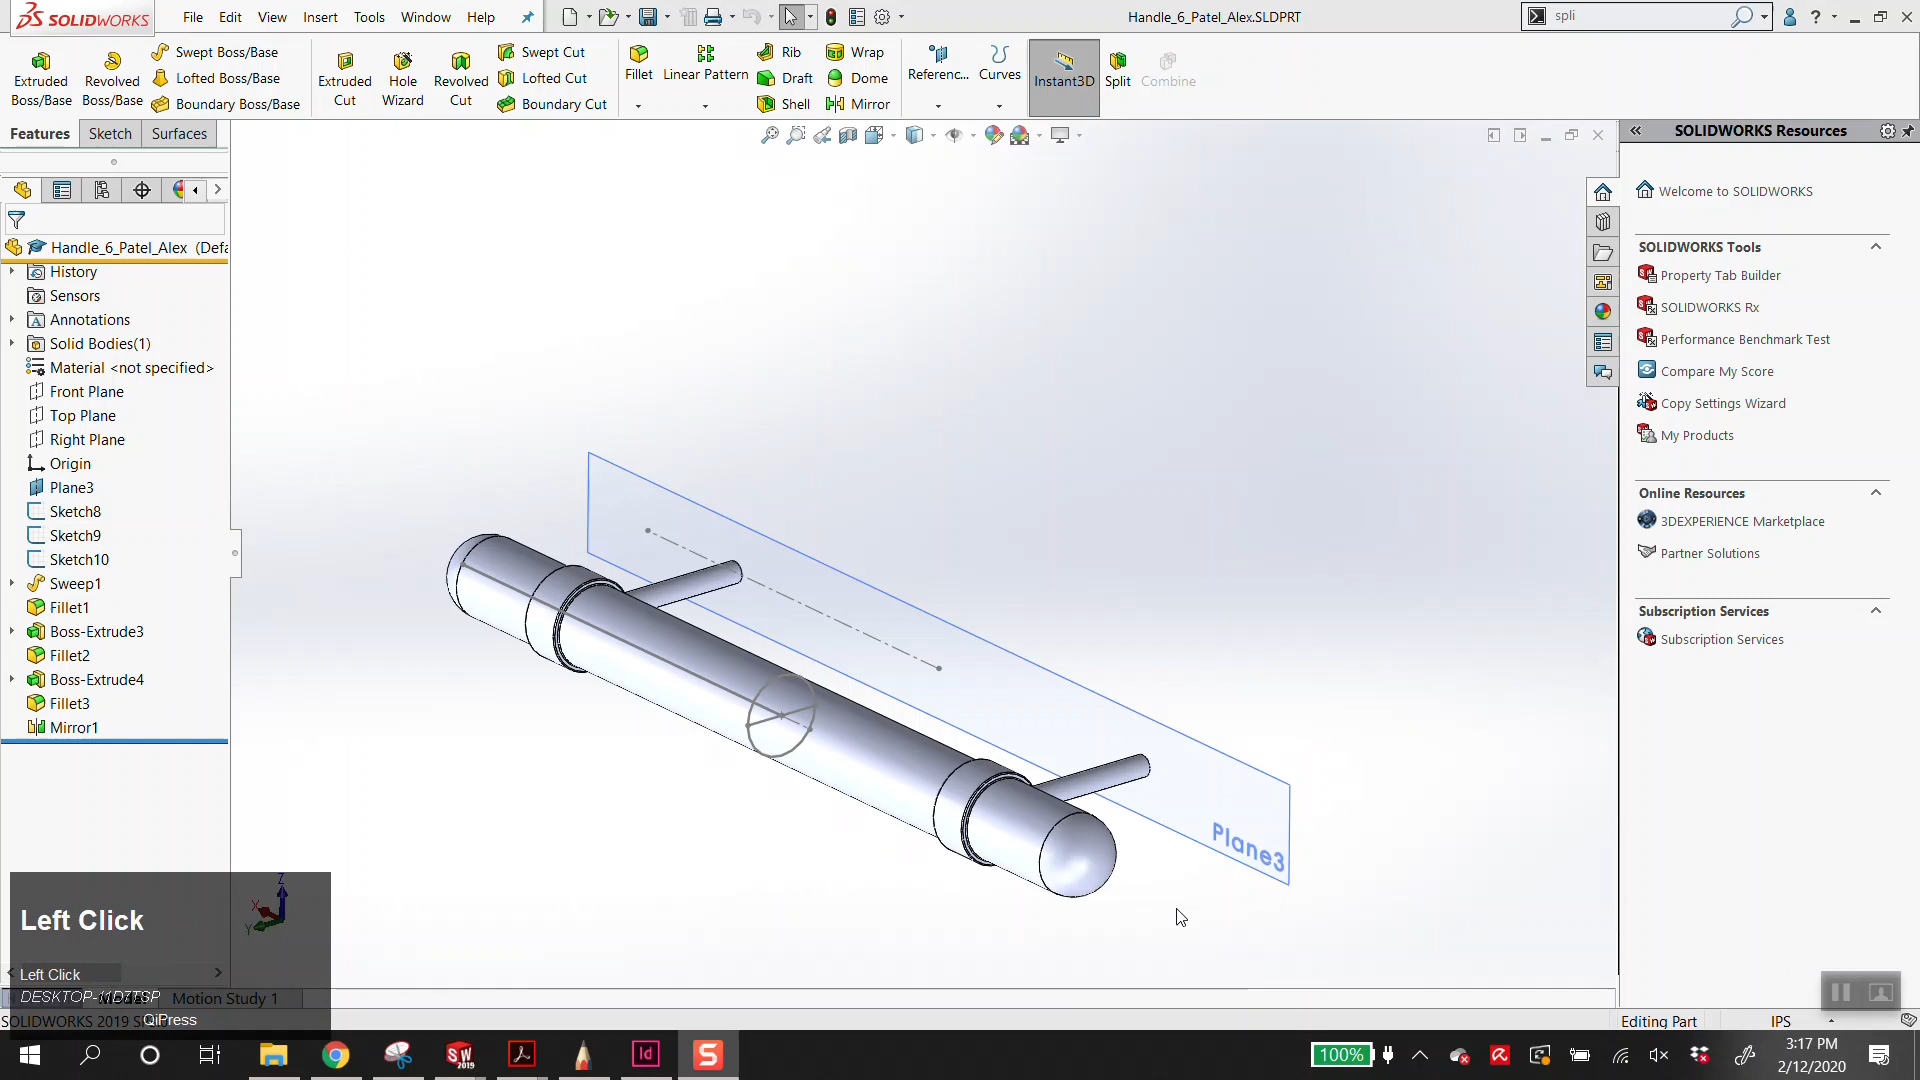 SOLIDWORKS
File Edit View Insert Tools Window Help
Handle_6_Patel_Alex.SLDPRT
spli
Extruded Boss/Base
Revolved Boss/Base
Swept Boss/Base
Lofted Boss/Base
Boundary Boss/Base
Extruded Cut
Hole Wizard
Revolved Cut
Swept Cut
Lofted Cut
Boundary Cut
Fillet
Linear Pattern
Rib
Draft
Shell
Wrap
Dome
Mirror
Referenc...
Curves
Instant3D
Split
Combine
Features Sketch Surfaces
SOLIDWORKS Resources
Handle_6_Patel_Alex (Defa
History
Sensors
Annotations
Solid Bodies(1)
Material <not specified>
Front Plane
Top Plane
Right Plane
Origin
Plane3
Sketch8
Sketch9
Sketch10
Sweep1
Fillet1
Boss-Extrude3
Fillet2
Boss-Extrude4
Fillet3
Mirror1
Plane3
Welcome to SOLIDWORKS
SOLIDWORKS Tools
Property Tab Builder
SOLIDWORKS Rx
Performance Benchmark Test
Compare My Score
Copy Settings Wizard
My Products
Online Resources
3DEXPERIENCE Marketplace
Partner Solutions
Subscription Services
Subscription Services
Z
X
Y
Left Click
Left Click
DESKTOP-11D7TSP
QiPress
Motion Study 1
SOLIDWORKS 2019
Editing Part
IPS
SW 2019
Id
S
100%
3:17 PM
2/12/2020